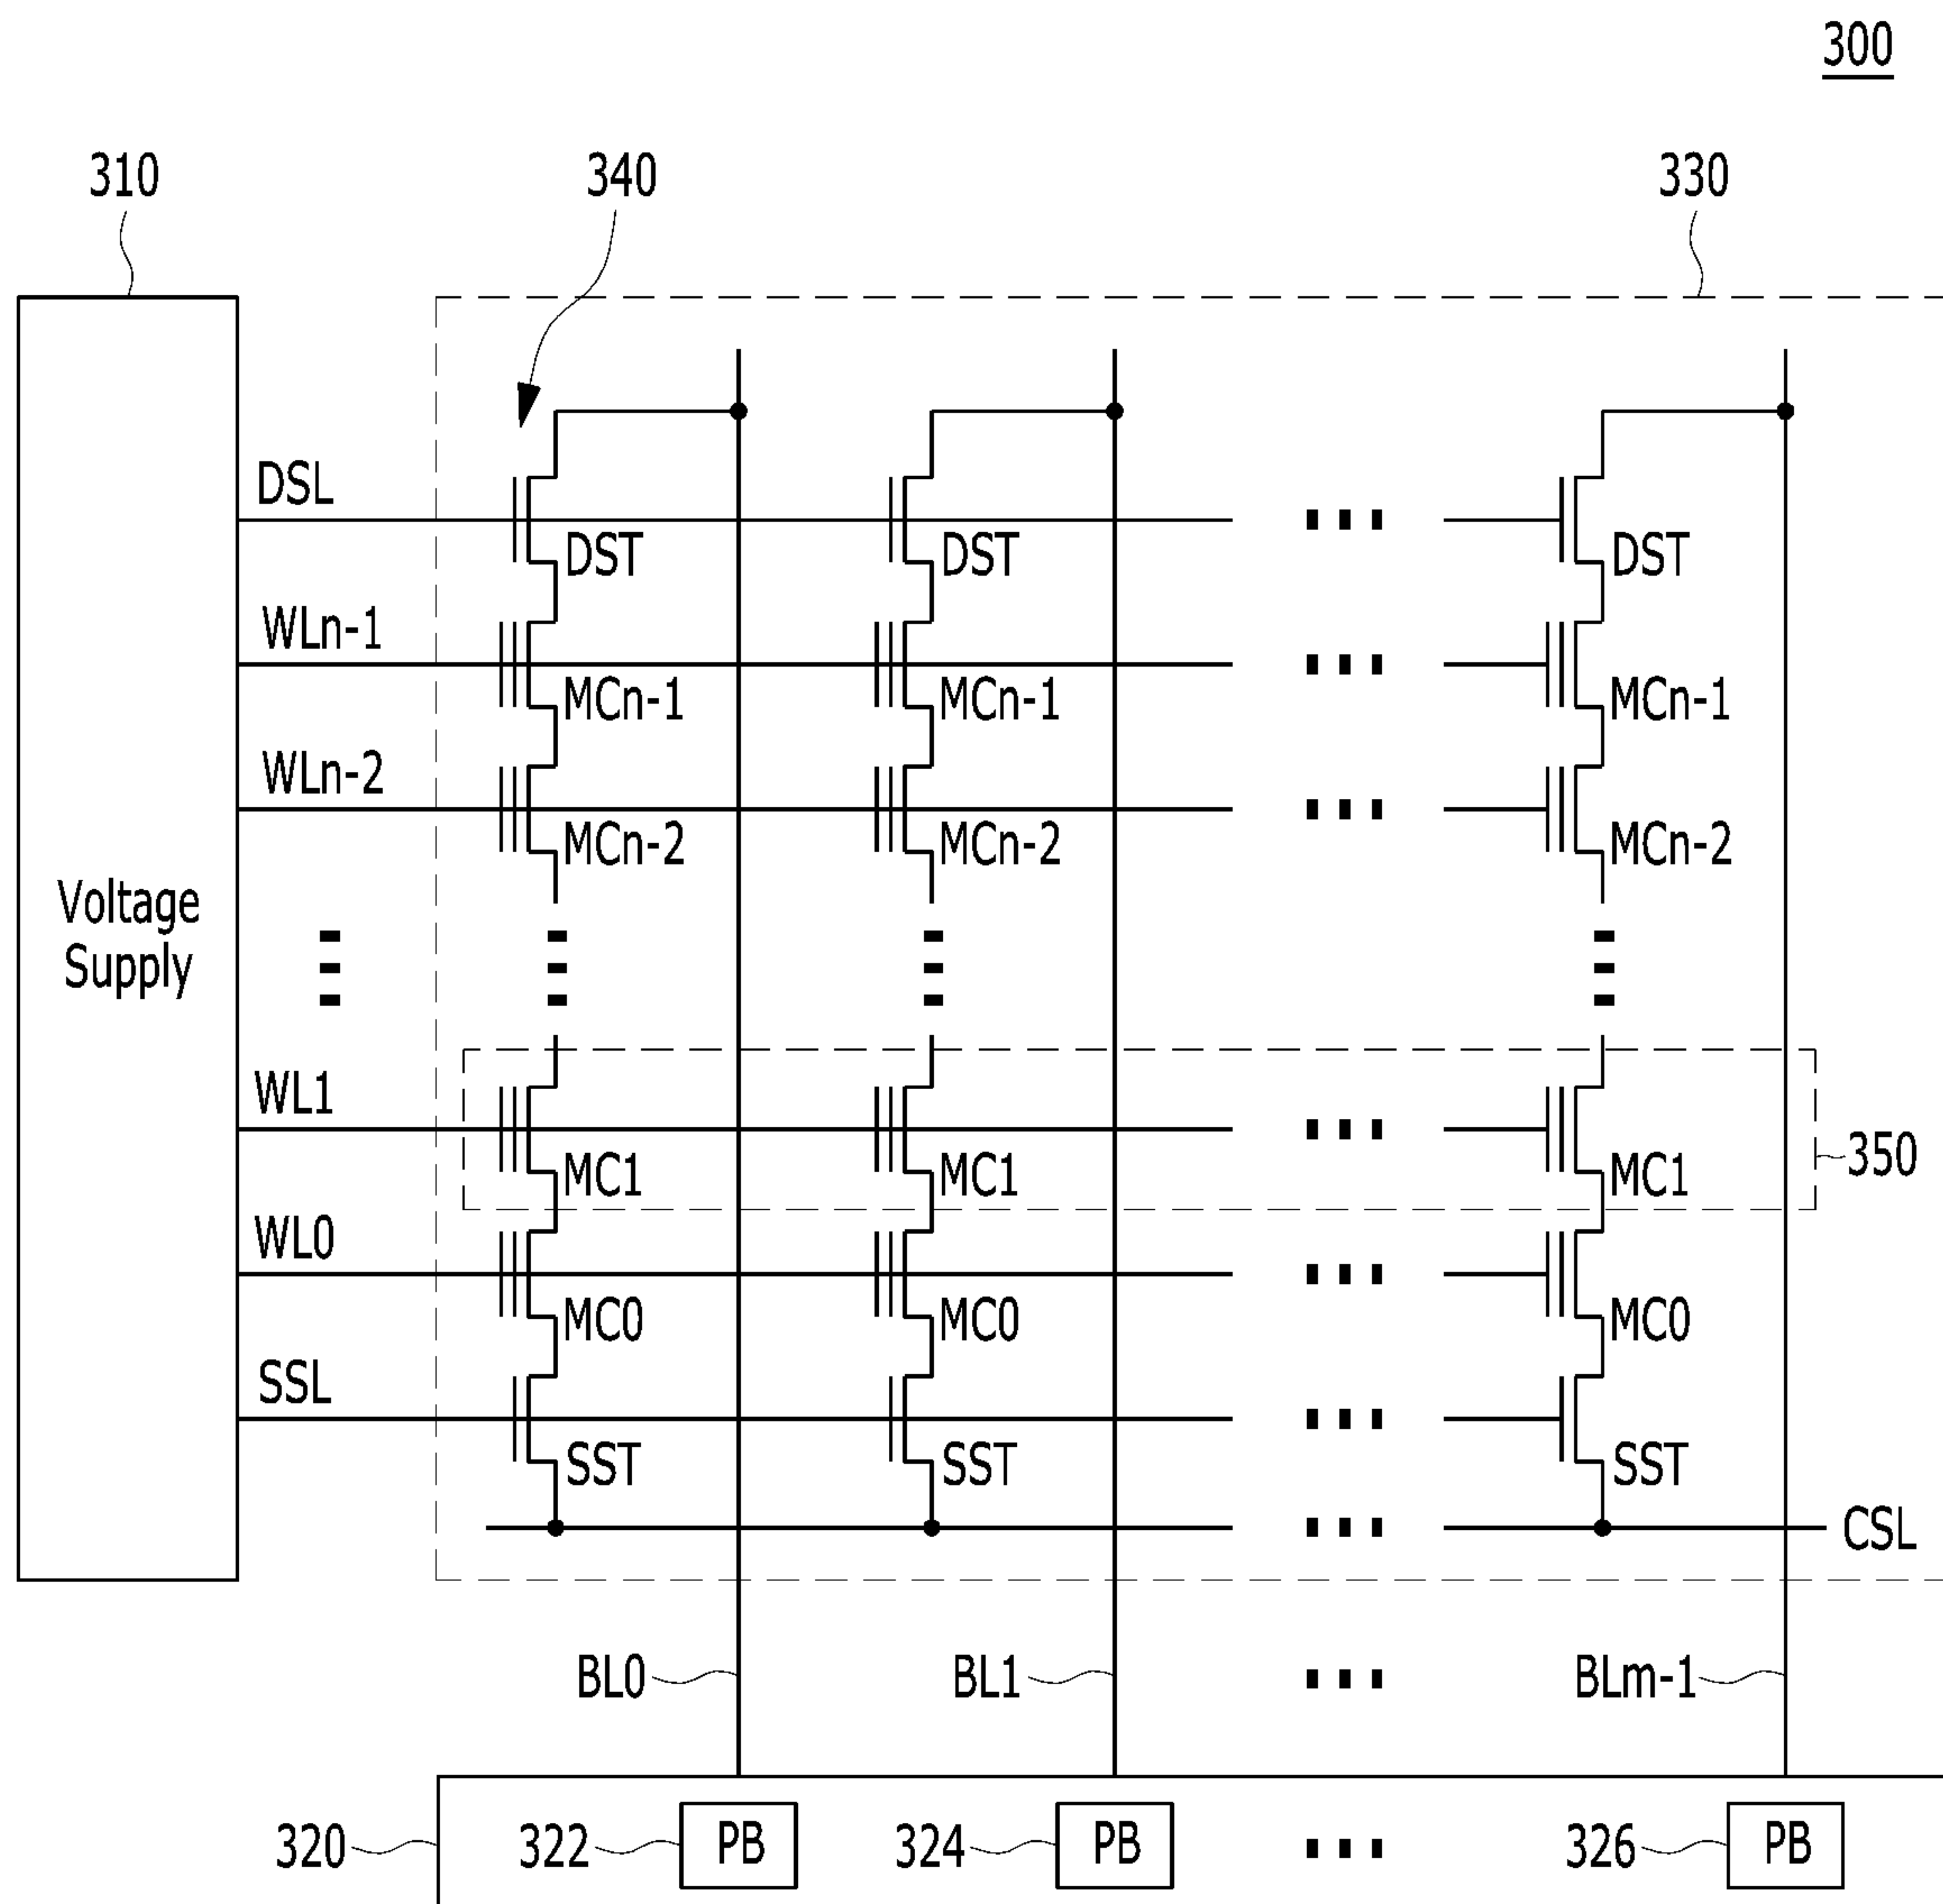 300
310
340
330
DSL
DST DST DST
WLn-1
MCn-1 MCn-1 MCn-1
WLn-2
MCn-2 MCn-2 MCn-2
Voltage
Supply
WL1
MC1 MC1 MC1
350
WL0
MC0 MC0 MC0
SSL
SST SST SST
CSL
BL0 BL1 BLm-1
320 322 PB 324 PB 326 PB